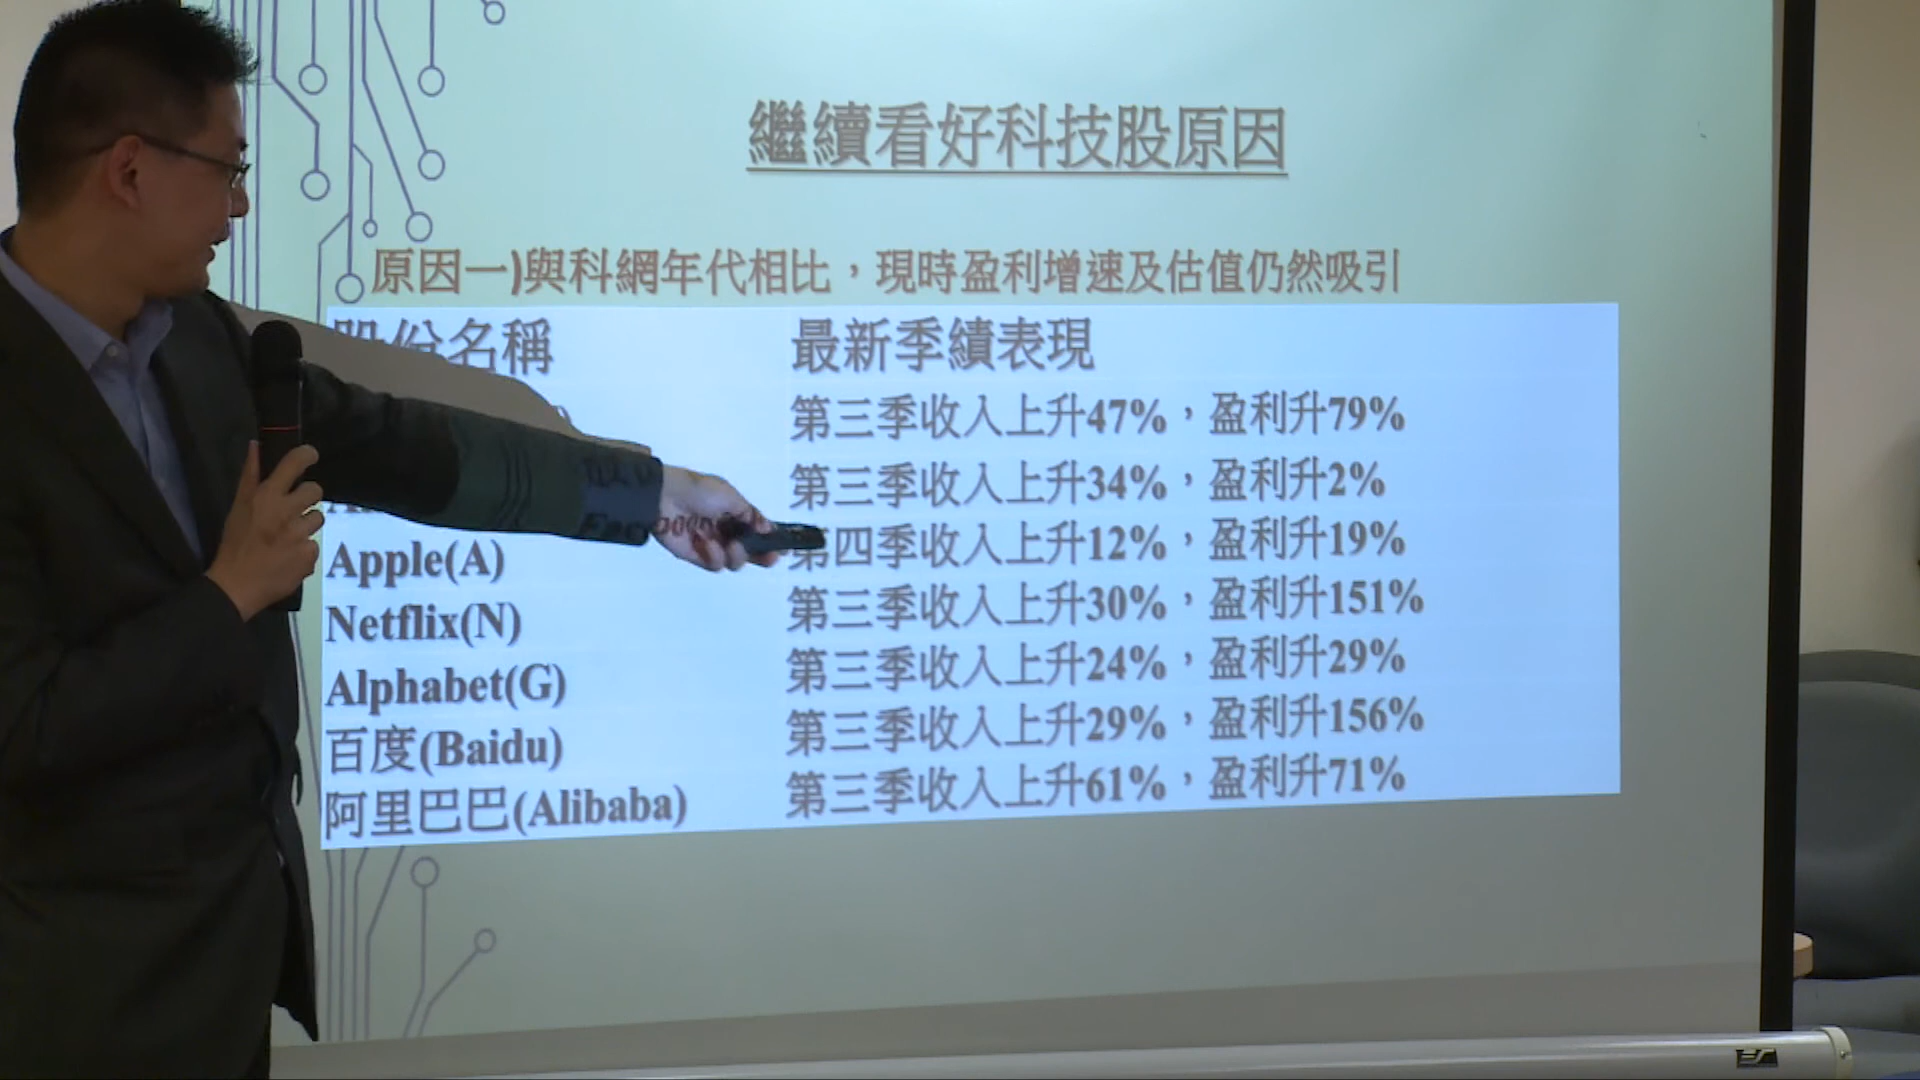 繼續看好科技股原因
原因一)與科網年代相比，現時盈利增速及估值仍然吸引
股份名稱 最新季績表現
第三季收入上升47%，盈利升79%
第三季收入上升34%，盈利升2%
Apple(A) 第四季收入上升12%，盈利升19%
Netflix(N) 第三季收入上升30%，盈利升151%
Alphabet(G) 第三季收入上升24%，盈利升29%
百度(Baidu) 第三季收入上升29%，盈利升156%
阿里巴巴(Alibaba) 第三季收入上升61%，盈利升71%